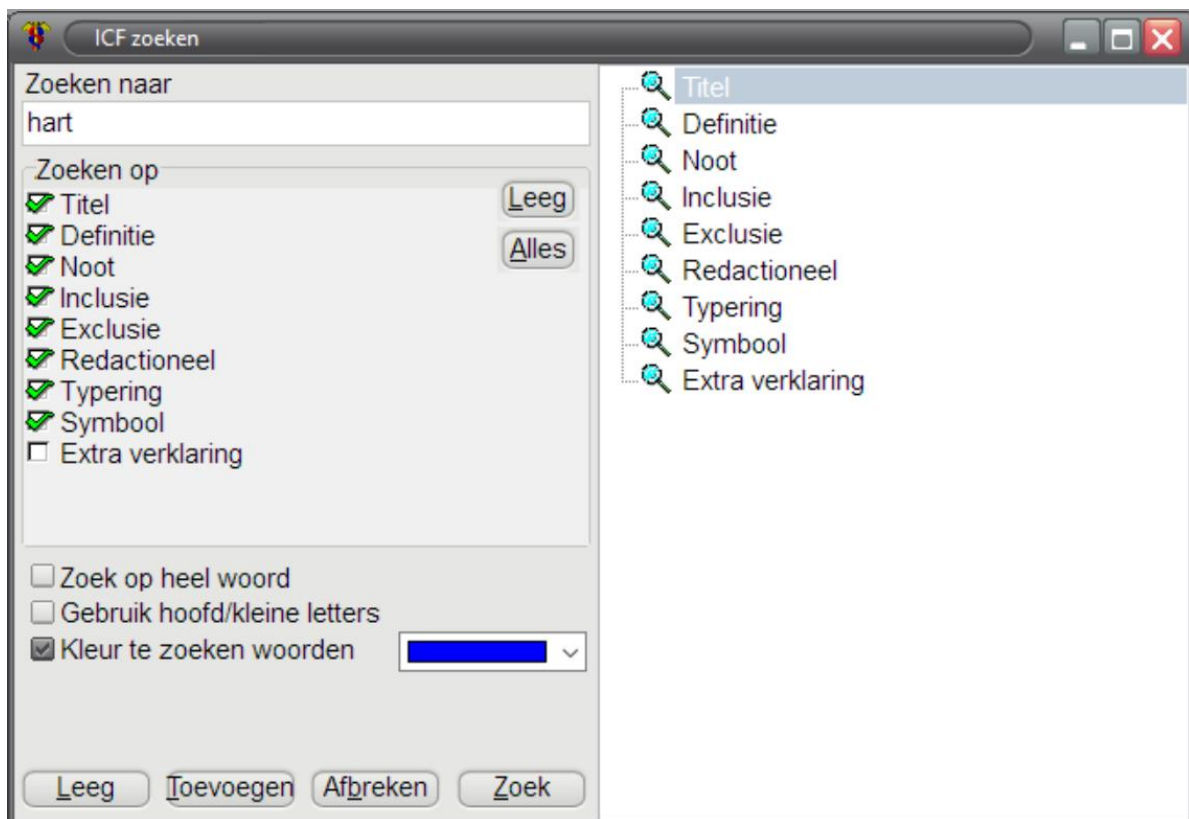 ICF zoeken
Zoeken naar
hart
Zoeken op
Titel
Definitie
Noot
Inclusie
Exclusie
Redactioneel
Typering
Symbool
Extra verklaring
Leeg
Alles
Zoek op heel woord
Gebruik hoofd/kleine letters
Kleur te zoeken woorden
Leeg Toevoegen Afbreken Zoek
Titel
Definitie
Noot
Inclusie
Exclusie
Redactioneel
Typering
Symbool
Extra verklaring